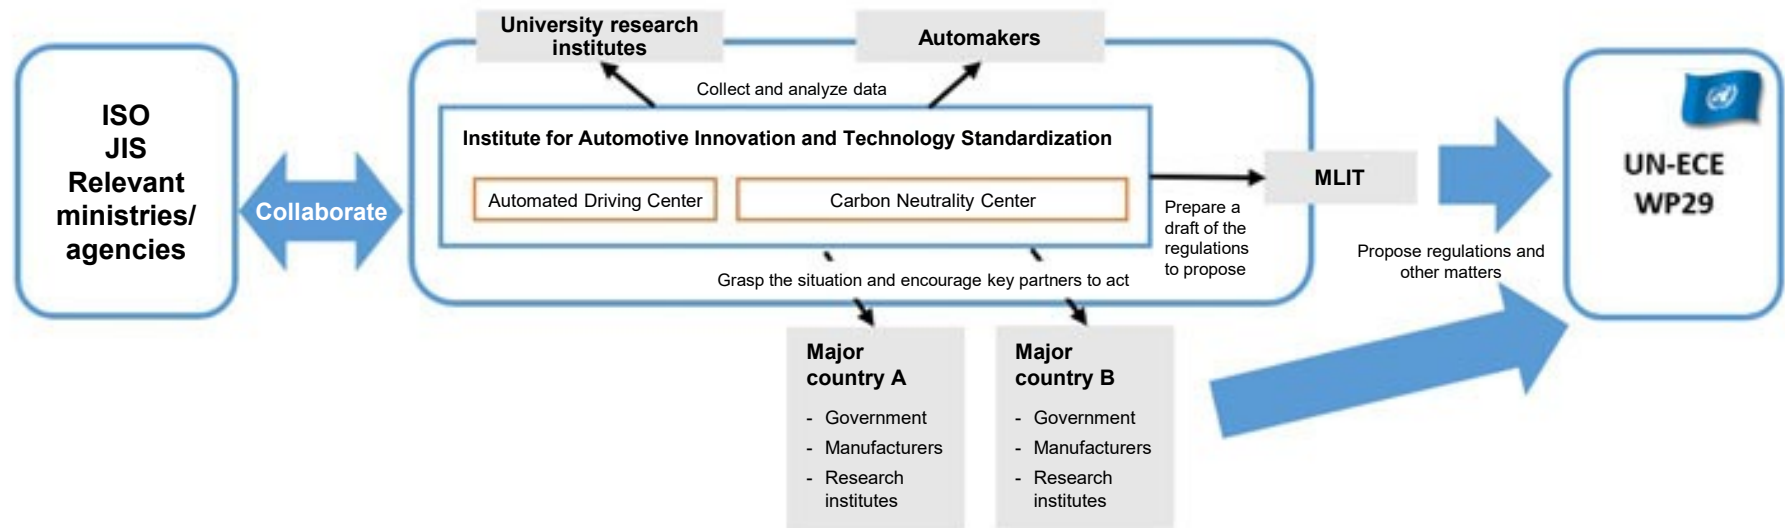 ISO
JIS
Relevant
ministries/
agencies
Collaborate
University research
institutes
Automakers
Collect and analyze data
Institute for Automotive Innovation and Technology Standardization
Automated Driving Center
Carbon Neutrality Center
Grasp the situation and encourage key partners to act
Prepare a
draft of the
regulations
to propose
MLIT
Propose regulations and
other matters
UN-ECE
WP29
Major
country A
- Government
- Manufacturers
- Research
institutes
Major
country B
- Government
- Manufacturers
- Research
institutes